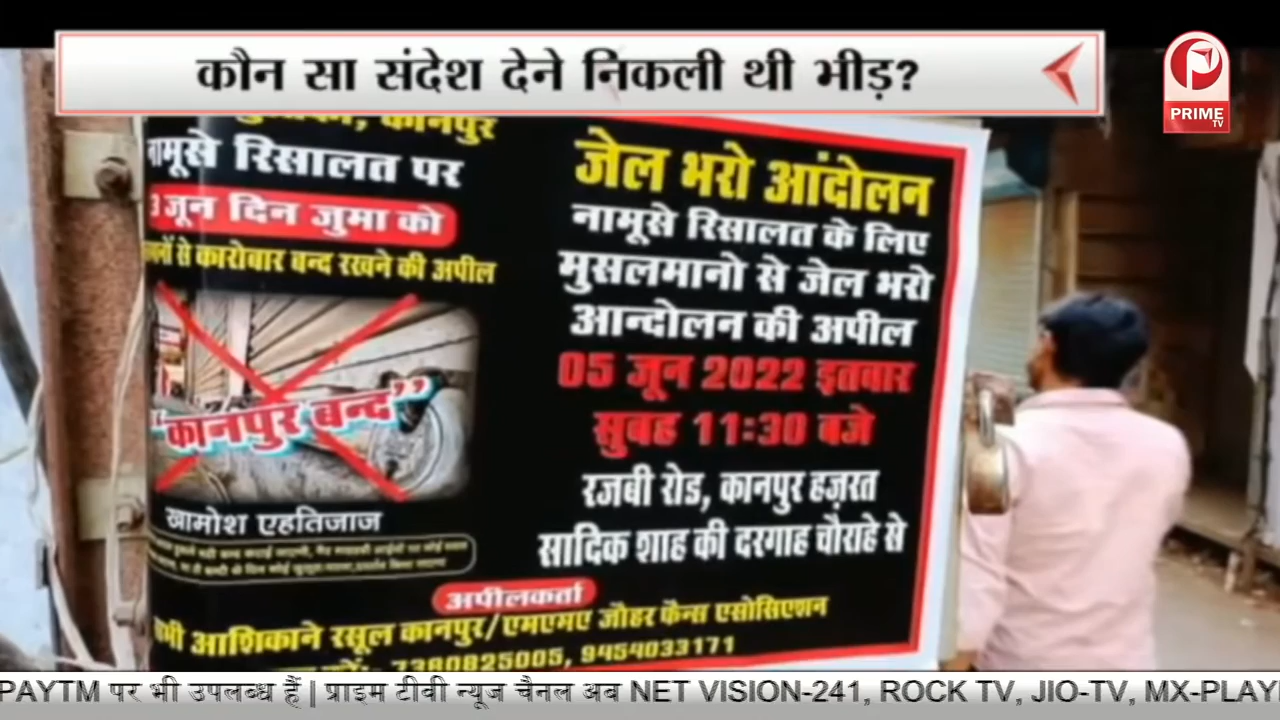 कौन सा संदेश देने निकली थी भीड़?
PRIME
TV
कानपुर
नामूसे रिसालत पर
3 जून दिन जुमा को
से कारोबार बन्द रखने की अपील
“कानपुर बन्द”
खामोश एहतिजाज
जेल भरो आंदोलन
नामूसे रिसालत के लिए
मुसलमानो से जेल भरो
आन्दोलन की अपील
05 जून 2022 इतवार
सुबह 11:30 बजे
रजबी रोड, कानपुर हज़रत
सादिक शाह की दरगाह चौराहे से
अपीलकर्ता
आशिकाने रसूल कानपुर/एमएमए जौहर फैन्स एसोसिएशन
7380825005, 9454033171
PAYTM पर भी उपलब्ध हैं | प्राइम टीवी न्यूज चैनल अब NET VISION-241, ROCK TV, JIO-TV, MX-PLAY